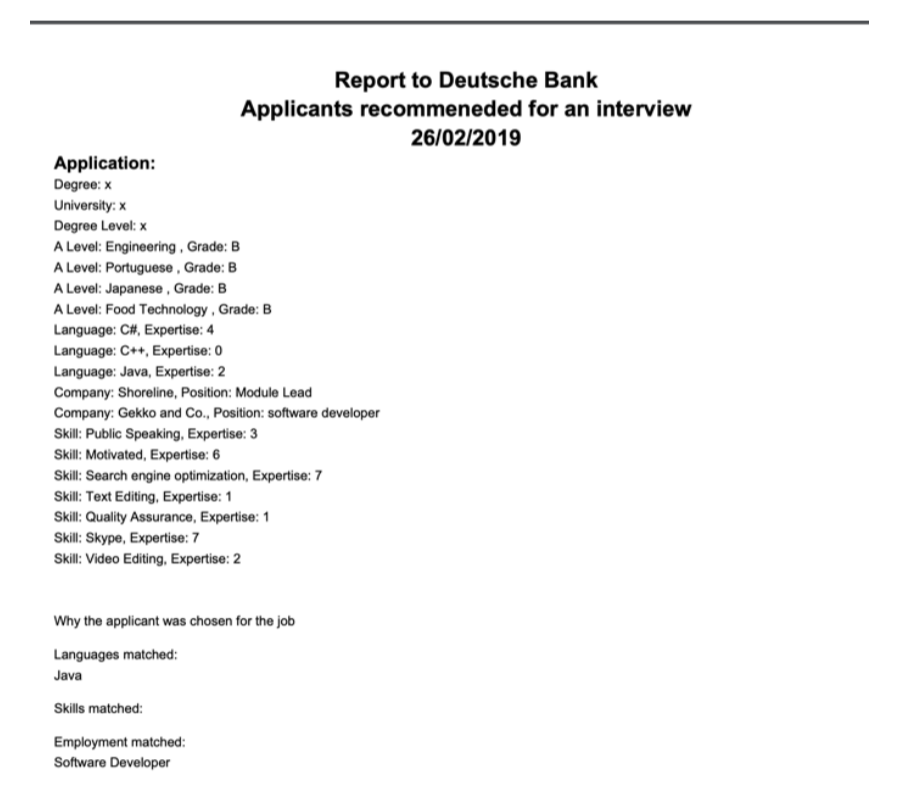 Report to Deutsche Bank
Applicants recommeneded for an interview
26/02/2019
Application:
Degree: x
University: x
Degree Level: x
A Level: Engineering , Grade: B
A Level: Portuguese , Grade: B
A Level: Japanese , Grade: B
A Level: Food Technology , Grade: B
Language: C#, Expertise: 4
Language: C++, Expertise: 0
Language: Java, Expertise: 2
Company: Shoreline, Position: Module Lead
Company: Gekko and Co., Position: software developer
Skill: Public Speaking, Expertise: 3
Skill: Motivated, Expertise: 6
Skill: Search engine optimization, Expertise: 7
Skill: Text Editing, Expertise: 1
Skill: Quality Assurance, Expertise: 1
Skill: Skype, Expertise: 7
Skill: Video Editing, Expertise: 2
Why the applicant was chosen for the job
Languages matched:
Java
Skills matched:
Employment matched:
Software Developer